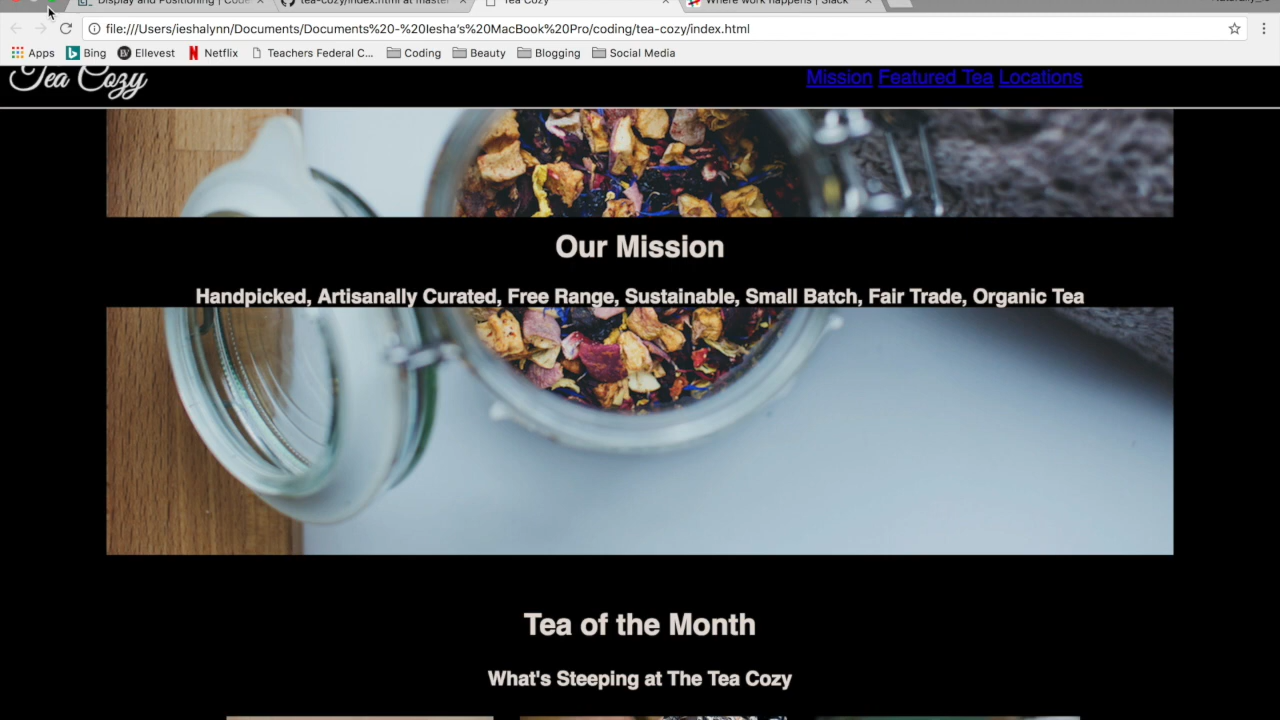 Display and Positioning | Code
tea-cozy/index.html at master
Tea Cozy
Where work happens | Slack
file:///Users/ieshalynn/Documents/Documents%20-%20Iesha's%20MacBook%20Pro/coding/tea-cozy/index.html
Apps Bing Ellevest Netflix Teachers Federal C... Coding Beauty Blogging Social Media
Tea Cozy
Mission Featured Tea Locations
Our Mission
Handpicked, Artisanally Curated, Free Range, Sustainable, Small Batch, Fair Trade, Organic Tea
Tea of the Month
What's Steeping at The Tea Cozy